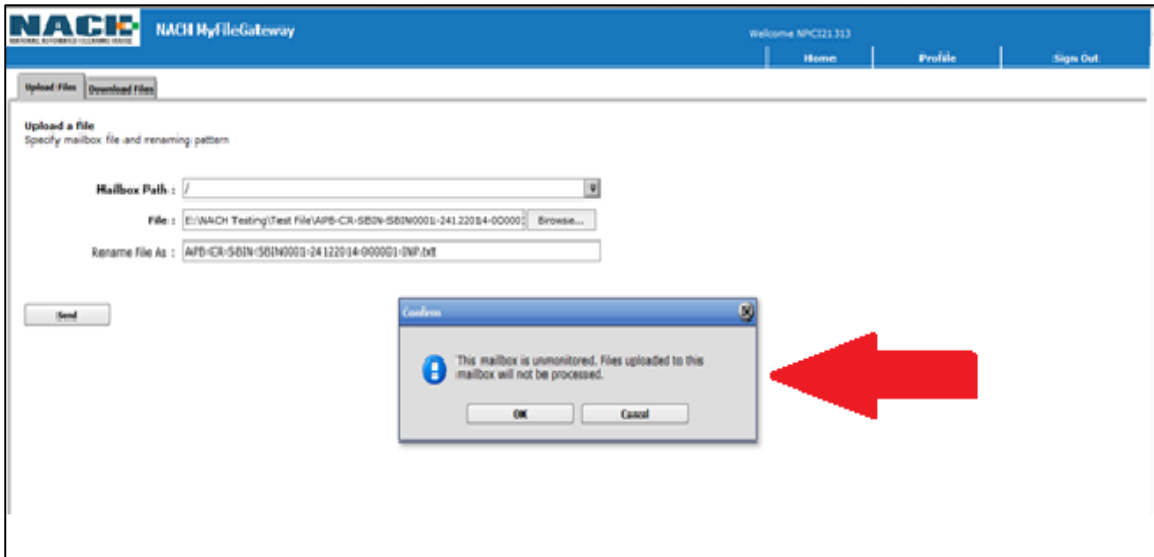 NACH
NATIONAL AUTOMATED CLEARING HOUSE
NACH MyFileGateway
Welcome NPCI21313
Home
Profile
Sign Out
Upload Files
Download Files
Upload a file
Specify mailbox file and renaming pattern
Mailbox Path : /
File : E:\NACH Testing\Test File\APB-CR-SBIN-SBIN0001-24122014-00000
Browse...
Rename File As : APB-CR-SBIN-SBIN0001-24122014-000001-INP.txt
Send
Confirm
This mailbox is unmonitored. Files uploaded to this
mailbox will not be processed.
OK
Cancel